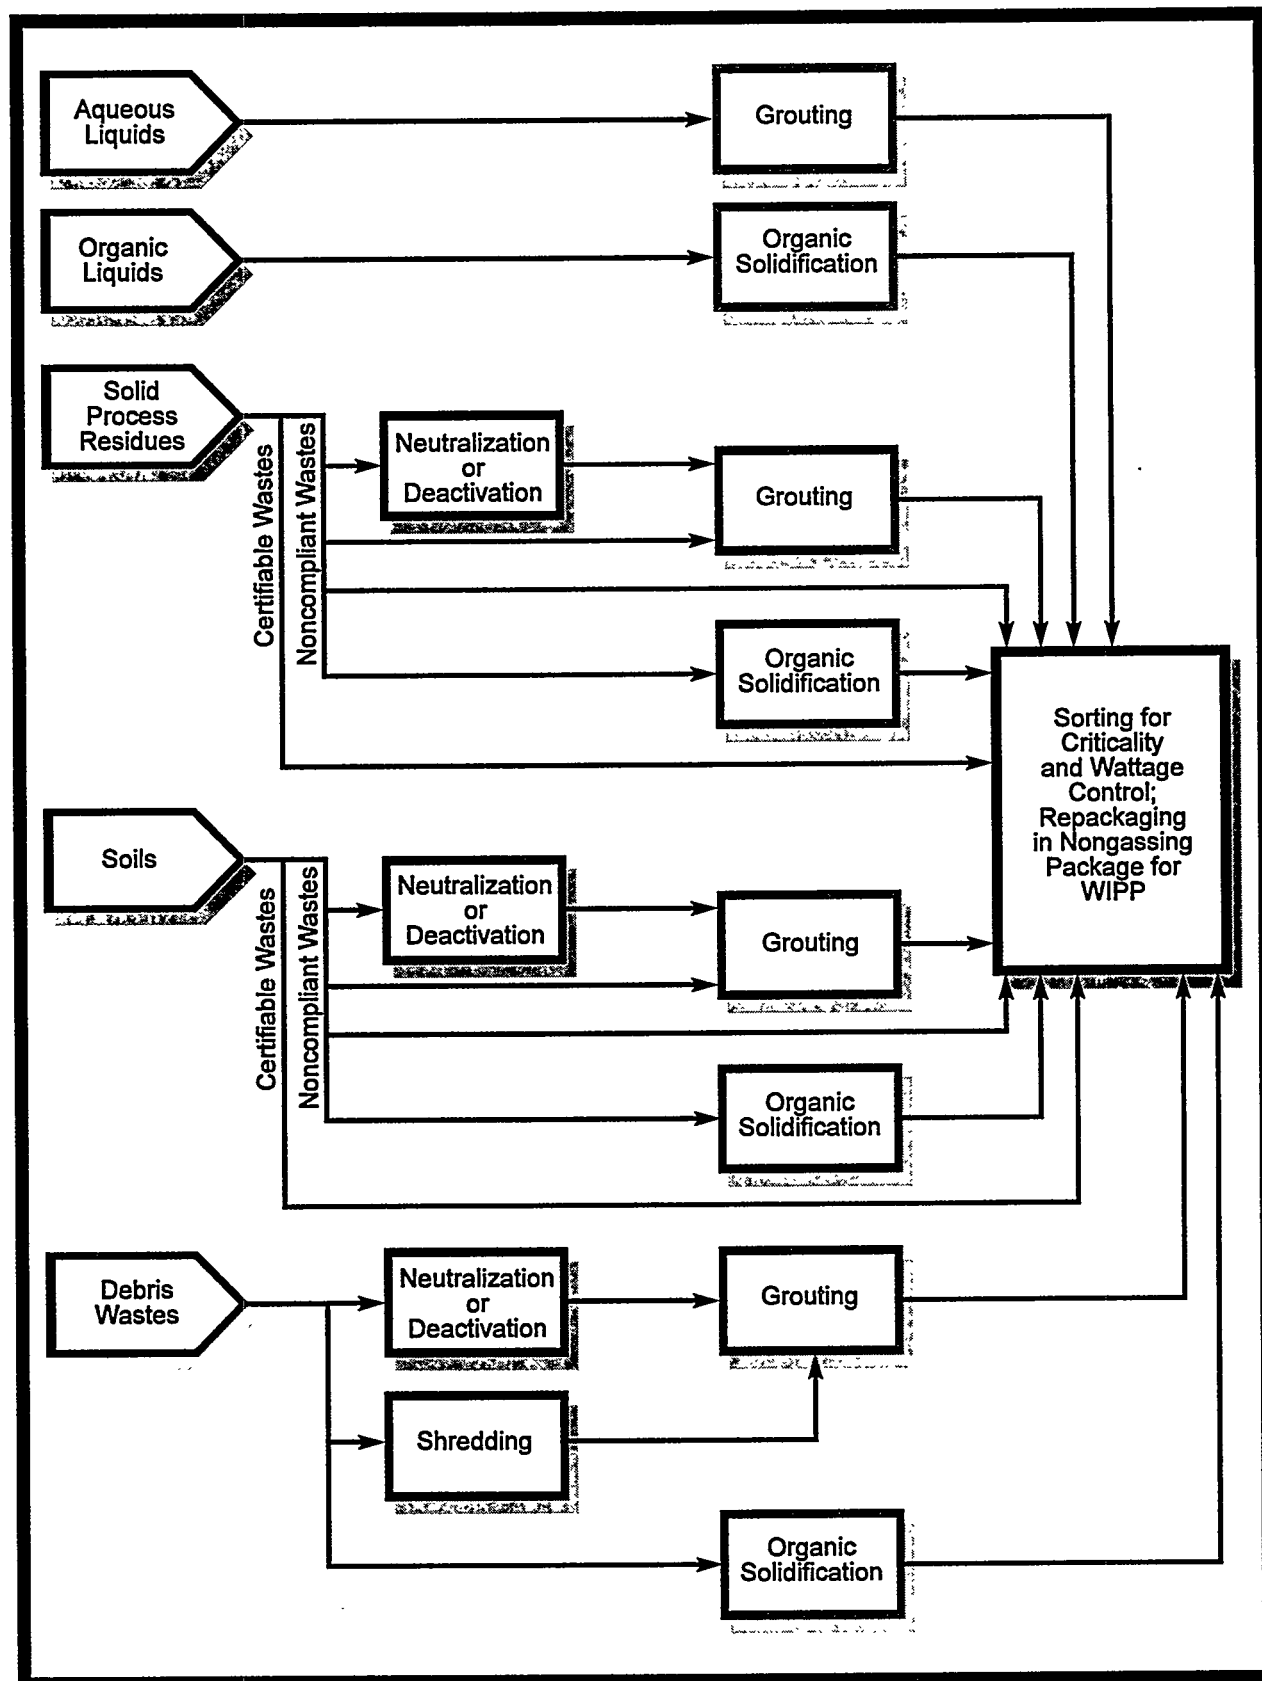 Aqueous
Liquids
Grouting
Organic
Liquids
Organic
Solidification
Solid
Process
Residues
Certifiable Wastes
Noncompliant Wastes
Neutralization
or
Deactivation
Grouting
Organic
Solidification
Sorting for
Criticality
and Wattage
Control;
Repackaging
in Nongassing
Package for
WIPP
Soils
Certifiable Wastes
Noncompliant Wastes
Neutralization
or
Deactivation
Grouting
Organic
Solidification
Debris
Wastes
Neutralization
or
Deactivation
Grouting
Shredding
Organic
Solidification